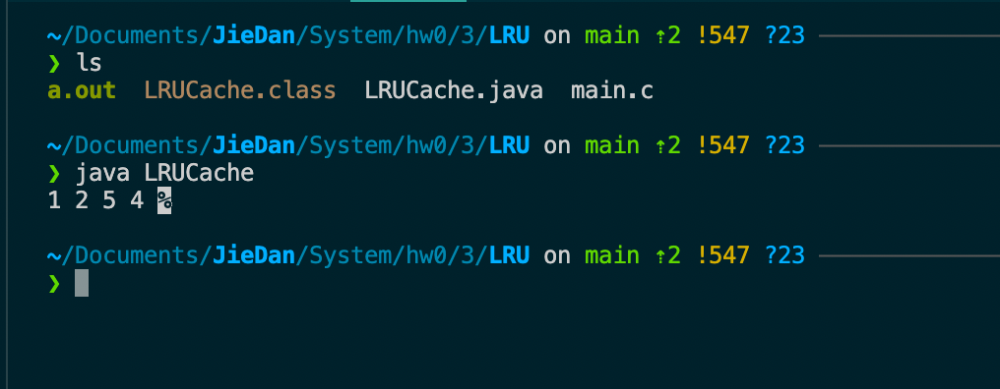 ~/Documents/JieDan/System/hw0/3/LRU on main ⇡2 !547 ?23
❯ ls
a.out LRUCache.class LRUCache.java main.c
~/Documents/JieDan/System/hw0/3/LRU on main ⇡2 !547 ?23
❯ java LRUCache
1 2 5 4 %
~/Documents/JieDan/System/hw0/3/LRU on main ⇡2 !547 ?23
❯